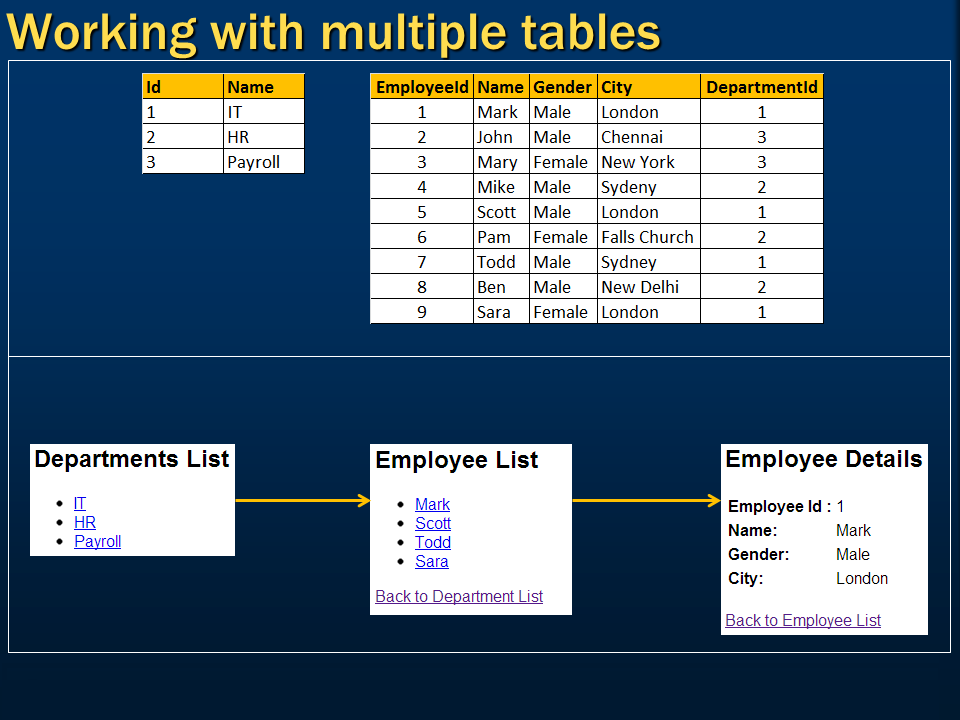 Working with multiple tables
Id Name
1 IT
2 HR
3 Payroll
EmployeeId Name Gender City DepartmentId
1 Mark Male London 1
2 John Male Chennai 3
3 Mary Female New York 3
4 Mike Male Sydeny 2
5 Scott Male London 1
6 Pam Female Falls Church 2
7 Todd Male Sydney 1
8 Ben Male New Delhi 2
9 Sara Female London 1
Departments List
• IT
• HR
• Payroll
Employee List
• Mark
• Scott
• Todd
• Sara
Back to Department List
Employee Details
Employee Id : 1
Name: Mark
Gender: Male
City: London
Back to Employee List